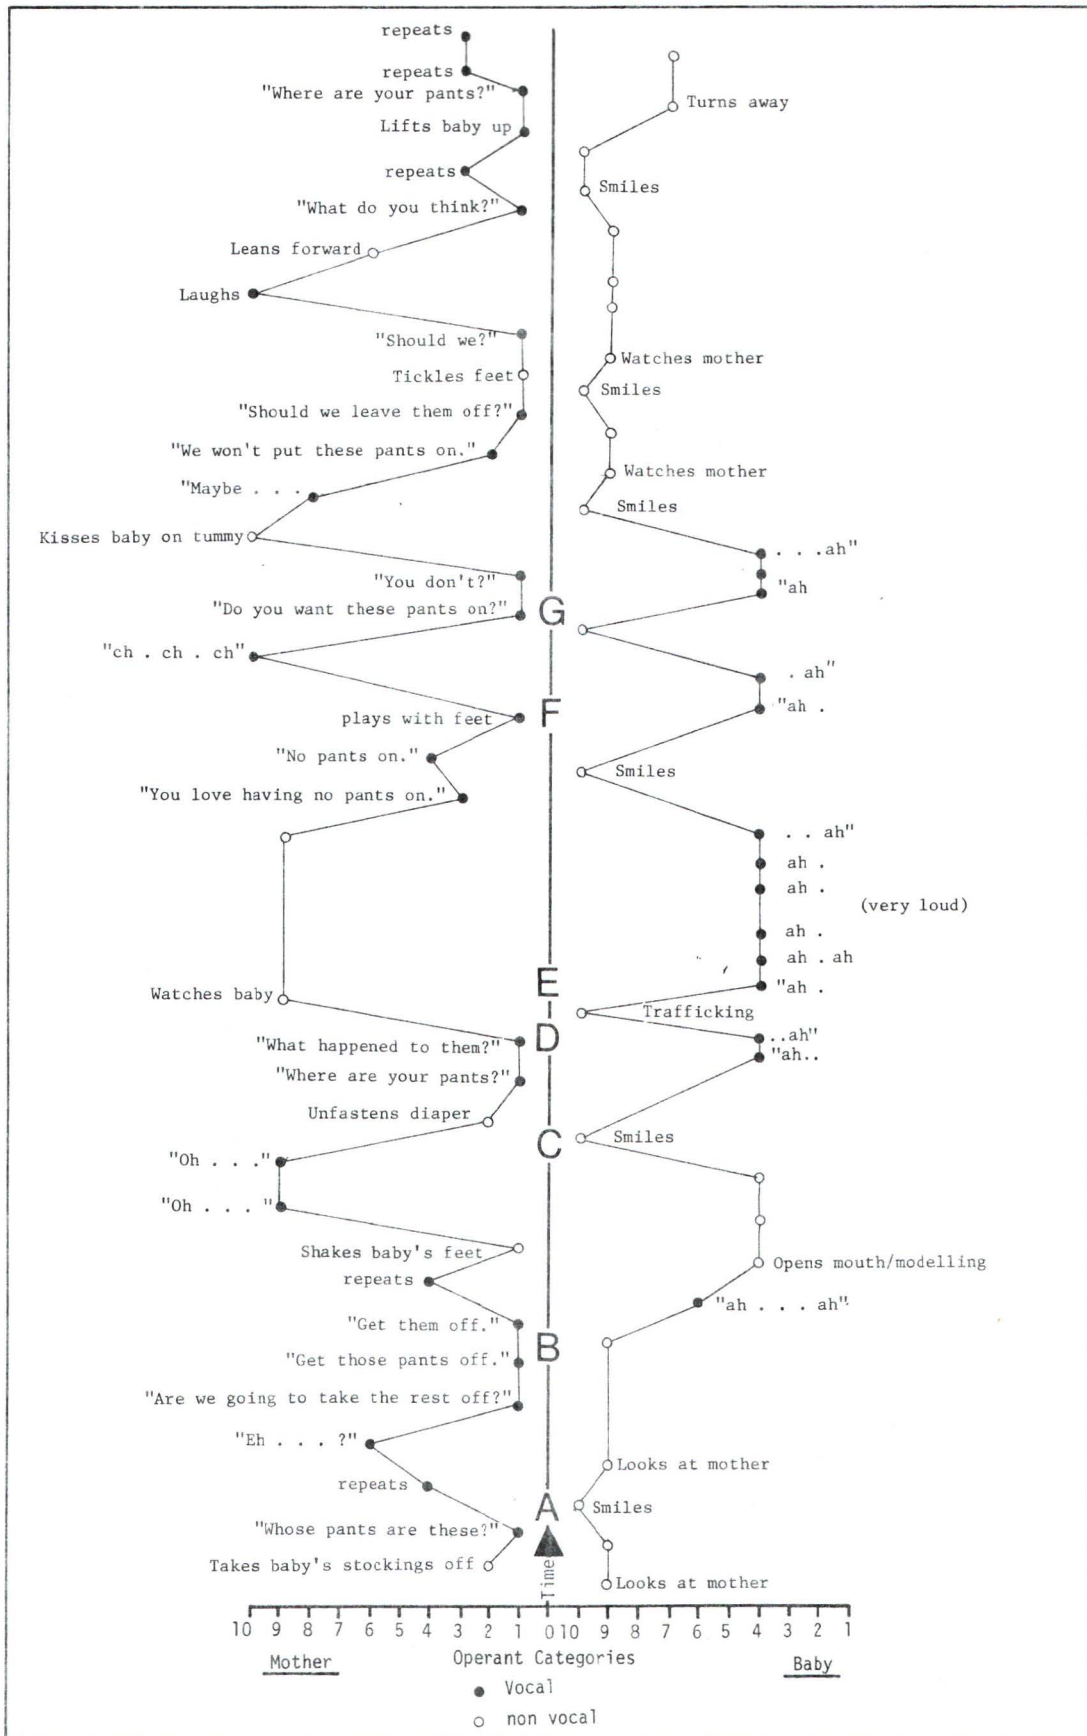 repeats
repeats
"Where are your pants?"
Turns away
Lifts baby up
repeats
Smiles
"What do you think?"
Leans forward
Laughs
"Should we?"
Watches mother
Tickles feet
Smiles
"Should we leave them off?"
"We won't put these pants on."
Watches mother
"Maybe . . .
Smiles
Kisses baby on tummy
. . .ah"
"You don't?"
"ah
"Do you want these pants on?"
G
"ch . ch . ch"
. ah"
plays with feet
F
"ah .
"No pants on."
Smiles
"You love having no pants on."
. . ah"
ah .
ah .
(very loud)
ah .
ah . ah
E
"ah .
Watches baby
Trafficking
"What happened to them?"
D
..ah"
"ah..
"Where are your pants?"
Unfastens diaper
C
Smiles
"Oh . . ."
"Oh . . . "
Shakes baby's feet
Opens mouth/modelling
repeats
"ah . . . ah"
"Get them off."
B
"Get those pants off."
"Are we going to take the rest off?"
"Eh . . . ?"
Looks at mother
repeats
A
Smiles
"Whose pants are these?"
Takes baby's stockings off
Time
Looks at mother
10 9 8 7 6 5 4 3 2 1 0 10 9 8 7 6 5 4 3 2 1
Mother
Operant Categories
Baby
Vocal
non vocal